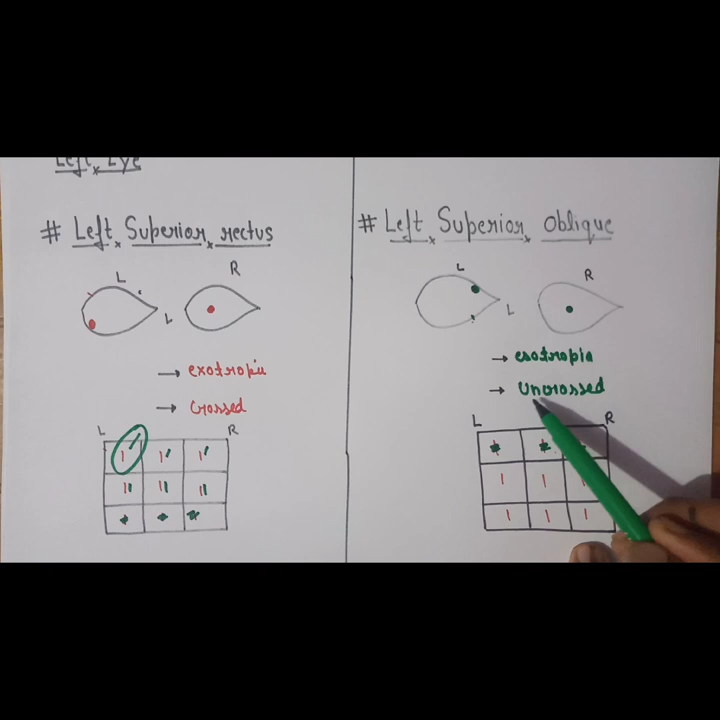 Left Eye
# Left Superior rectus
L
R
L
→ exotropia
→ Crossed
L
R
# Left Superior Oblique
L
R
L
→ esotropia
→ Uncrossed
L
R